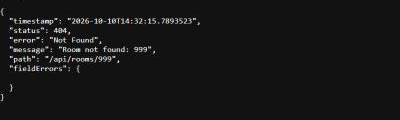 {
  "timestamp": "2026-10-10T14:32:15.7893523",
  "status": 404,
  "error": "Not Found",
  "message": "Room not found: 999",
  "path": "/api/rooms/999",
  "fieldErrors": {

  }
}